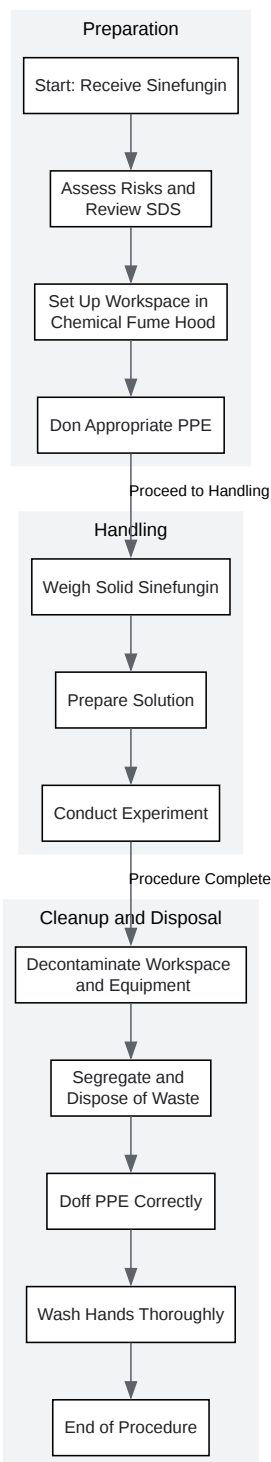 Preparation
Start: Receive Sinefungin
Assess Risks and
Review SDS
Set Up Workspace in
Chemical Fume Hood
Don Appropriate PPE
Proceed to Handling
Handling
Weigh Solid Sinefungin
Prepare Solution
Conduct Experiment
Procedure Complete
Cleanup and Disposal
Decontaminate Workspace
and Equipment
Segregate and
Dispose of Waste
Doff PPE Correctly
Wash Hands Thoroughly
End of Procedure